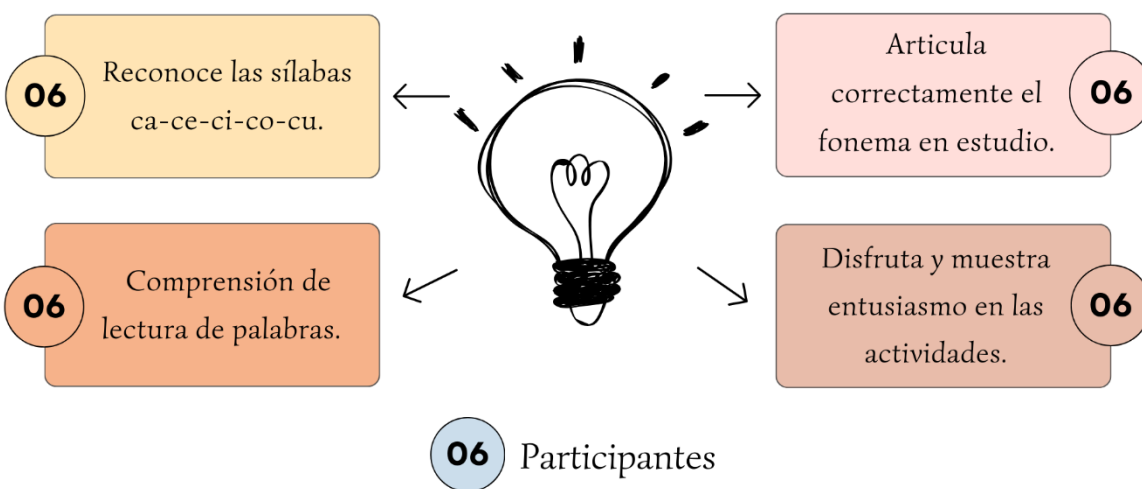 06
Reconoce las sílabas
ca-ce-ci-co-cu.
Articula
correctamente el
fonema en estudio.
06
06
Comprensión de
lectura de palabras.
Disfruta y muestra
entusiasmo en las
actividades.
06
06 Participantes